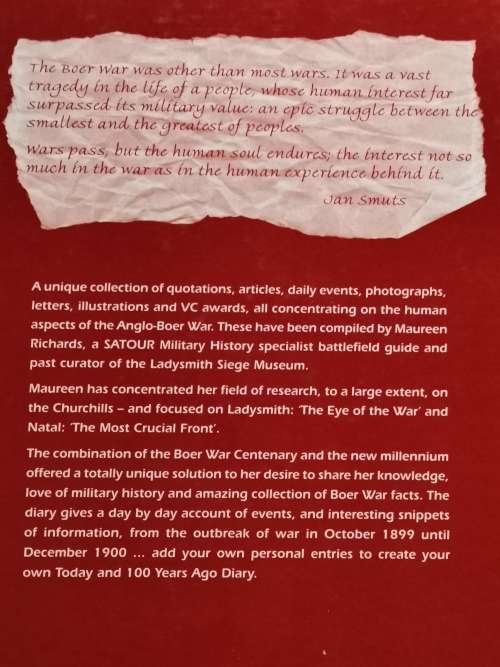 The Boer War was other than most wars. It was a vast
tragedy in the life of a people, whose human interest far
surpassed its military value: an epic struggle between the
smallest and the greatest of peoples.
Wars pass, but the human soul endures; the interest not so
much in the war as in the human experience behind it.
Jan Smuts
A unique collection of quotations, articles, daily events, photographs,
letters, illustrations and VC awards, all concentrating on the human
aspects of the Anglo-Boer War. These have been compiled by Maureen
Richards, a SATOUR Military History specialist battlefield guide and
past curator of the Ladysmith Siege Museum.
Maureen has concentrated her field of research, to a large extent, on
the Churchills – and focused on Ladysmith: 'The Eye of the War' and
Natal: 'The Most Crucial Front'.
The combination of the Boer War Centenary and the new millennium
offered a totally unique solution to her desire to share her knowledge,
love of military history and amazing collection of Boer War facts. The
diary gives a day by day account of events, and interesting snippets
of information, from the outbreak of war in October 1899 until
December 1900 ... add your own personal entries to create your
own Today and 100 Years Ago Diary.